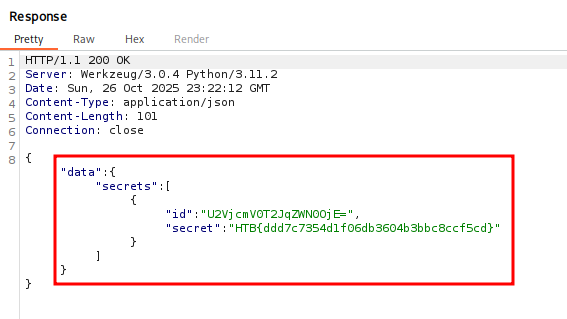 Response
Pretty Raw Hex Render
1 HTTP/1.1 200 OK
2 Server: Werkzeug/3.0.4 Python/3.11.2
3 Date: Sun, 26 Oct 2025 23:22:12 GMT
4 Content-Type: application/json
5 Content-Length: 101
6 Connection: close
7
8 {
"data":{
"secrets":[
{
"id":"U2VjcmV0T2JqZWN0OjE=",
"secret":"HTB{ddd7c7354d1f06db3604b3bbc8ccf5cd}"
}
]
}
}